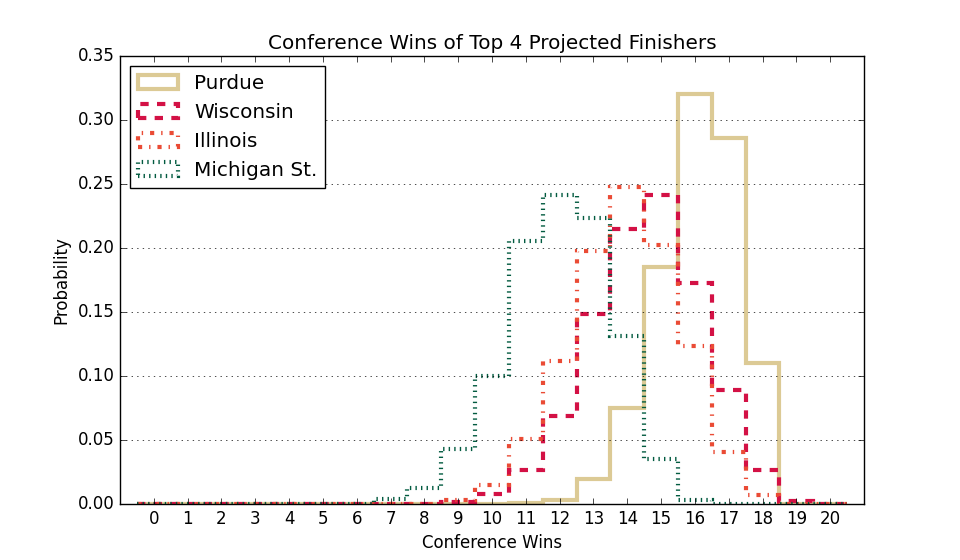 Conference Wins of Top 4 Projected Finishers
0.35
0.30
0.25
0.20
0.15
0.10
0.05
0.00
Probability
Purdue
Wisconsin
Illinois
Michigan St.
0 1 2 3 4 5 6 7 8 9 10 11 12 13 14 15 16 17 18 19 20
Conference Wins